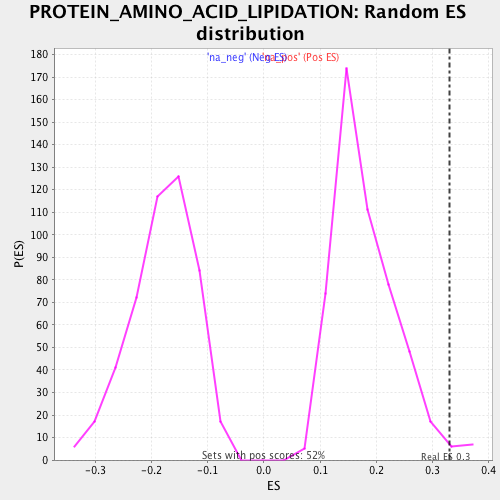 PROTEIN_AMINO_ACID_LIPIDATION: Random ES
distribution
'na_neg' (Neg ES) 'na_pos' (Pos ES)
180
170
160
150
140
130
120
110
100
90
80
70
60
50
40
30
20
10
0
P(ES)
Sets with pos scores: 52%
Real ES 0.3
-0.3 -0.2 -0.1 0.0 0.1 0.2 0.3 0.4
ES